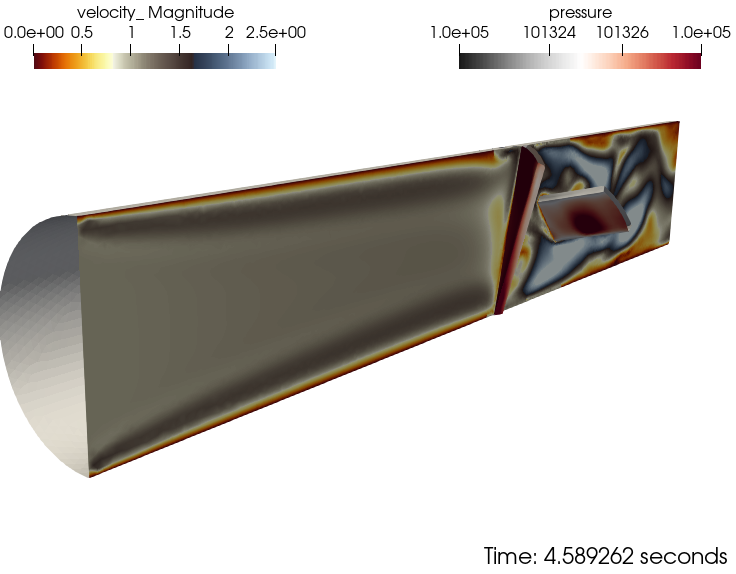 velocity_ Magnitude
0.0e+00 0.5 1 1.5 2 2.5e+00
pressure
1.0e+05 101324 101326 1.0e+05
Time: 4.589262 seconds